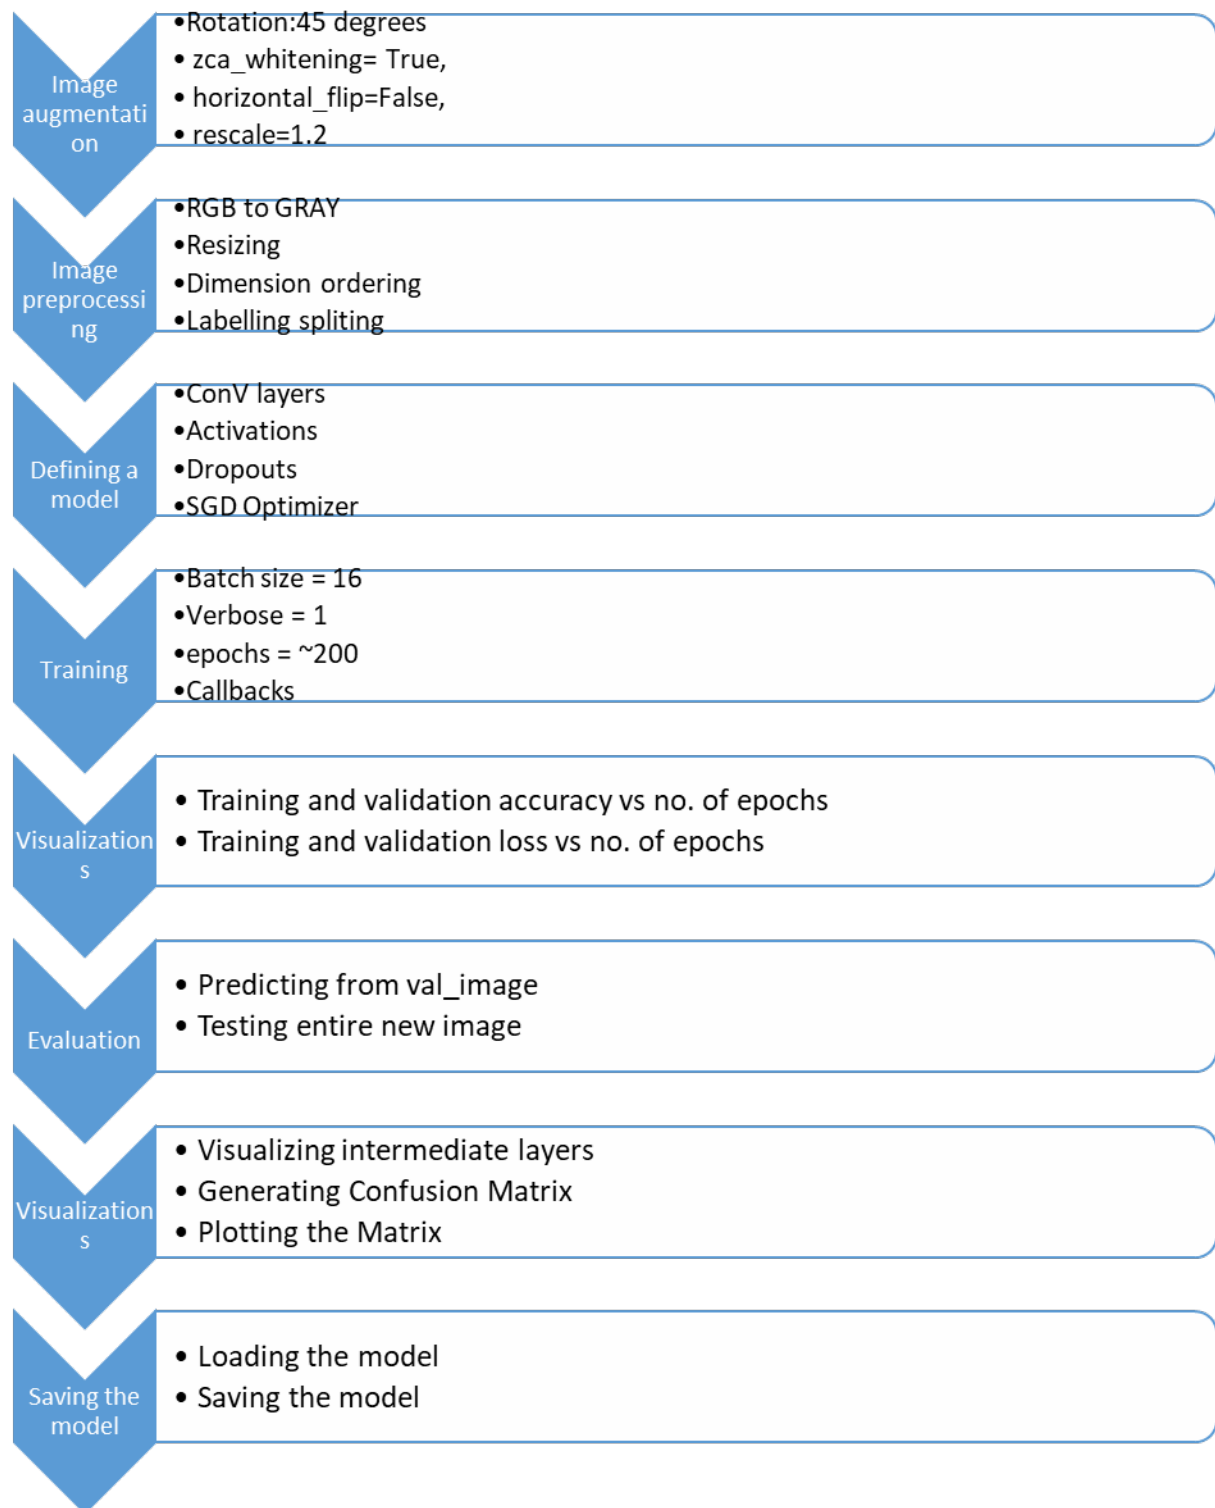 Image
augmentati
on
•Rotation:45 degrees
• zca_whitening= True,
• horizontal_flip=False,
• rescale=1.2
Image
preprocessi
ng
•RGB to GRAY
•Resizing
•Dimension ordering
•Labelling spliting
Defining a
model
•ConV layers
•Activations
•Dropouts
•SGD Optimizer
Training
•Batch size = 16
•Verbose = 1
•epochs = ~200
•Callbacks
Visualization
s
• Training and validation accuracy vs no. of epochs
• Training and validation loss vs no. of epochs
Evaluation
• Predicting from val_image
• Testing entire new image
Visualization
s
• Visualizing intermediate layers
• Generating Confusion Matrix
• Plotting the Matrix
Saving the
model
• Loading the model
• Saving the model